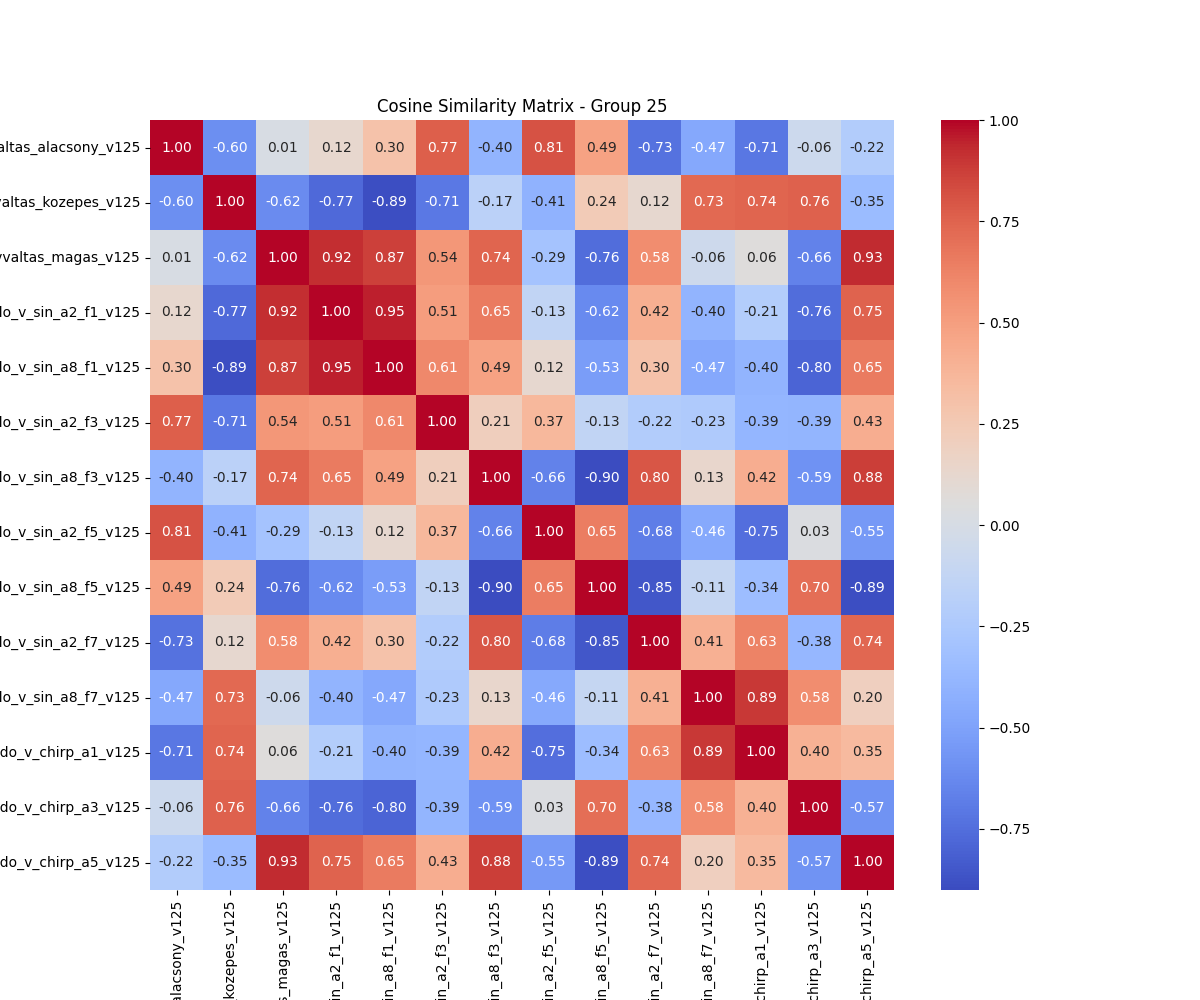 Cosine Similarity Matrix - Group 25
altas_alacsony_v125 1.00 -0.60 0.01 0.12 0.30 0.77 -0.40 0.81 0.49 -0.73 -0.47 -0.71 -0.06 -0.22
valtas_kozepes_v125 -0.60 1.00 -0.62 -0.77 -0.89 -0.71 -0.17 -0.41 0.24 0.12 0.73 0.74 0.76 -0.35
vvaltas_magas_v125 0.01 -0.62 1.00 0.92 0.87 0.54 0.74 -0.29 -0.76 0.58 -0.06 0.06 -0.66 0.93
do_v_sin_a2_f1_v125 0.12 -0.77 0.92 1.00 0.95 0.51 0.65 -0.13 -0.62 0.42 -0.40 -0.21 -0.76 0.75
do_v_sin_a8_f1_v125 0.30 -0.89 0.87 0.95 1.00 0.61 0.49 0.12 -0.53 0.30 -0.47 -0.40 -0.80 0.65
do_v_sin_a2_f3_v125 0.77 -0.71 0.54 0.51 0.61 1.00 0.21 0.37 -0.13 -0.22 -0.23 -0.39 -0.39 0.43
do_v_sin_a8_f3_v125 -0.40 -0.17 0.74 0.65 0.49 0.21 1.00 -0.66 -0.90 0.80 0.13 0.42 -0.59 0.88
do_v_sin_a2_f5_v125 0.81 -0.41 -0.29 -0.13 0.12 0.37 -0.66 1.00 0.65 -0.68 -0.46 -0.75 0.03 -0.55
do_v_sin_a8_f5_v125 0.49 0.24 -0.76 -0.62 -0.53 -0.13 -0.90 0.65 1.00 -0.85 -0.11 -0.34 0.70 -0.89
do_v_sin_a2_f7_v125 -0.73 0.12 0.58 0.42 0.30 -0.22 0.80 -0.68 -0.85 1.00 0.41 0.63 -0.38 0.74
do_v_sin_a8_f7_v125 -0.47 0.73 -0.06 -0.40 -0.47 -0.23 0.13 -0.46 -0.11 0.41 1.00 0.89 0.58 0.20
do_v_chirp_a1_v125 -0.71 0.74 0.06 -0.21 -0.40 -0.39 0.42 -0.75 -0.34 0.63 0.89 1.00 0.40 0.35
do_v_chirp_a3_v125 -0.06 0.76 -0.66 -0.76 -0.80 -0.39 -0.59 0.03 0.70 -0.38 0.58 0.40 1.00 -0.57
do_v_chirp_a5_v125 -0.22 -0.35 0.93 0.75 0.65 0.43 0.88 -0.55 -0.89 0.74 0.20 0.35 -0.57 1.00
alacsony_v125
kozepes_v125
s_magas_v125
in_a2_f1_v125
in_a8_f1_v125
in_a2_f3_v125
in_a8_f3_v125
in_a2_f5_v125
in_a8_f5_v125
in_a2_f7_v125
in_a8_f7_v125
chirp_a1_v125
chirp_a3_v125
chirp_a5_v125
1.00
0.75
0.50
0.25
0.00
−0.25
−0.50
−0.75